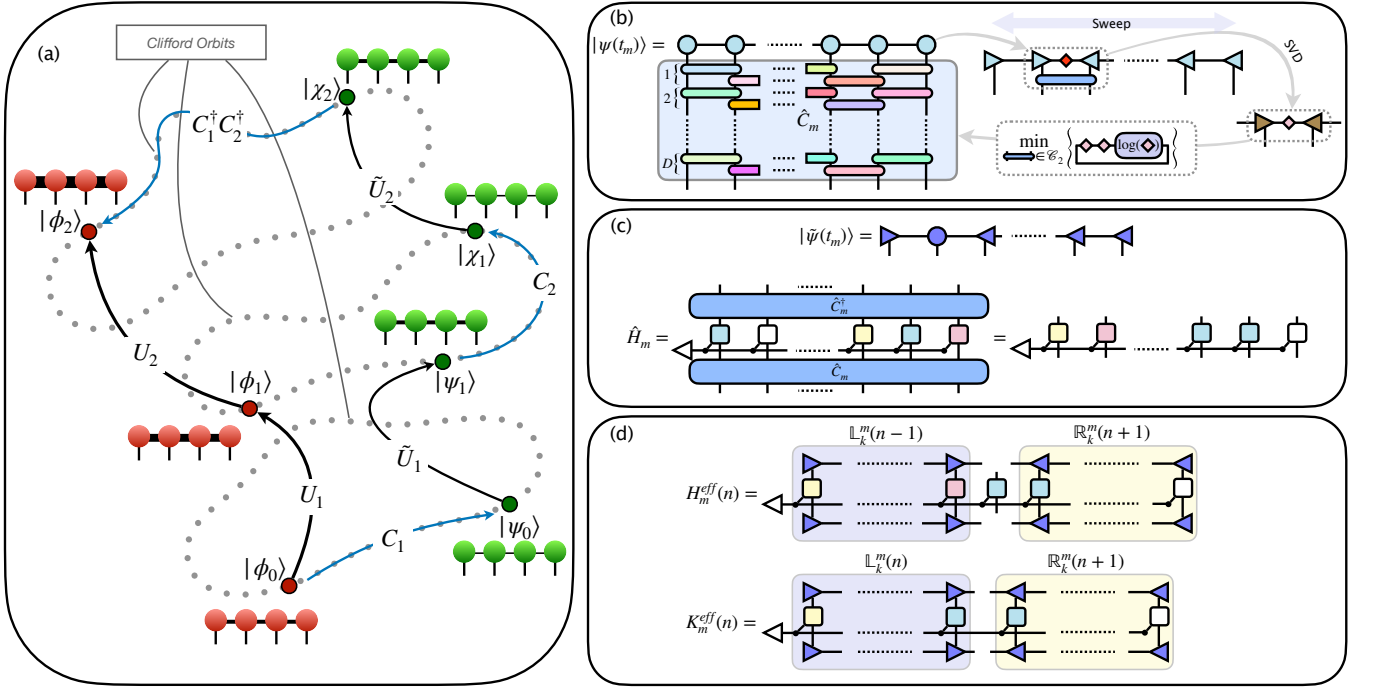 (a)
Clifford Orbits
|χ₂⟩
C₁†C₂†
Ũ₂
|ϕ₂⟩
|χ₁⟩
C₂
U₂
|ϕ₁⟩
|ψ₁⟩
Ũ₁
U₁
|ψ₀⟩
C₁
|ϕ₀⟩
(b)
Sweep
|ψ(tₘ)⟩ =
SVD
1
2
Ĉₘ
D
min
∈𝒞₂
log( )
(c)
|ψ̃(tₘ)⟩ =
Ĉₘ†
Ĥₘ =
=
Ĉₘ
(d)
𝕃ₖᵐ(n − 1)
ℝₖᵐ(n + 1)
Hₘᵉᶠᶠ(n) =
𝕃ₖᵐ(n)
ℝₖᵐ(n + 1)
Kₘᵉᶠᶠ(n) =